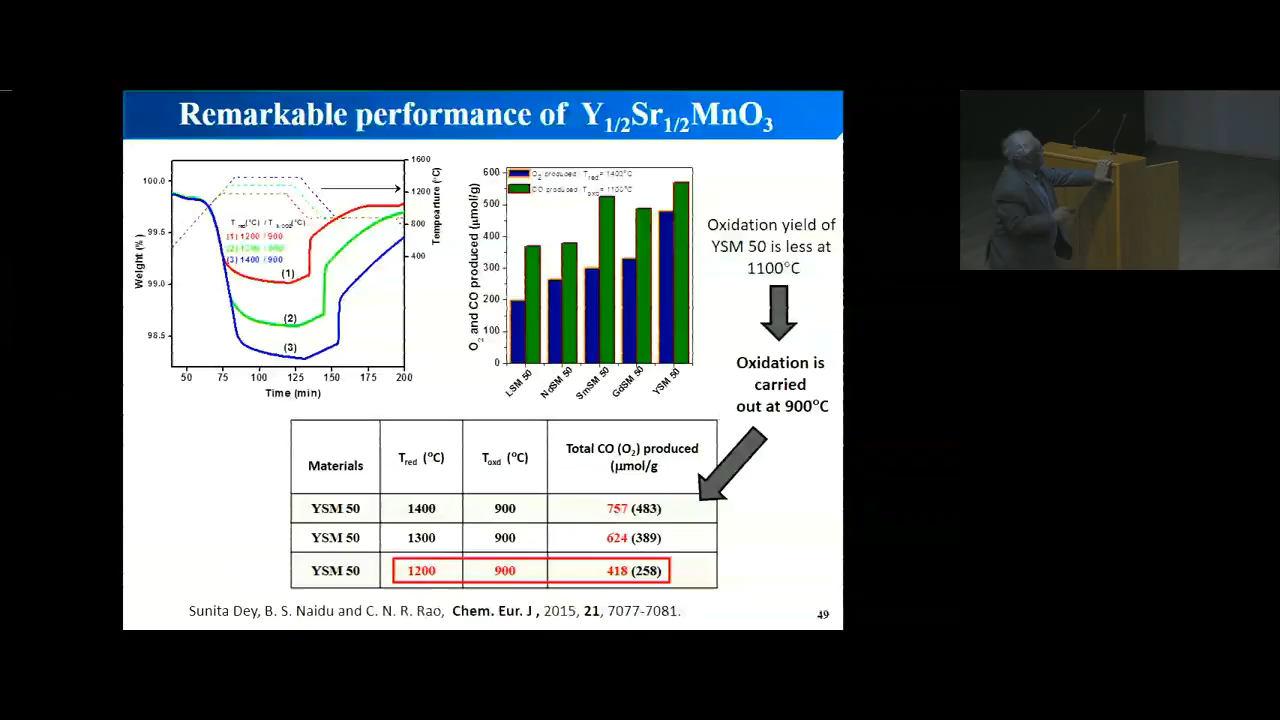 Remarkable performance of Y1/2Sr1/2MnO3
100.0
99.5
99.0
98.5
Weight (%)
50
75
100
125
150
175
200
Time (min)
1600
1200
800
400
Tempearture (°C)
(1) 1200 / 900
(3) 1400 / 900
(1)
(2)
(3)
600
500
400
300
200
100
0
O2 and CO produced (μmol/g)
O2 produced : Tred= 1400°C
CO produced : Toxd= 1100°C
LSM 50
NdSM 50
SmSM 50
GdSM 50
YSM 50
Oxidation yield of
YSM 50 is less at
1100°C
Oxidation is
carried
out at 900°C
Materials Tred (°C) Toxd (°C) Total CO (O2) produced
(μmol/g
YSM 50 1400 900 757 (483)
YSM 50 1300 900 624 (389)
YSM 50 1200 900 418 (258)
Sunita Dey, B. S. Naidu and C. N. R. Rao, Chem. Eur. J , 2015, 21, 7077-7081.
49